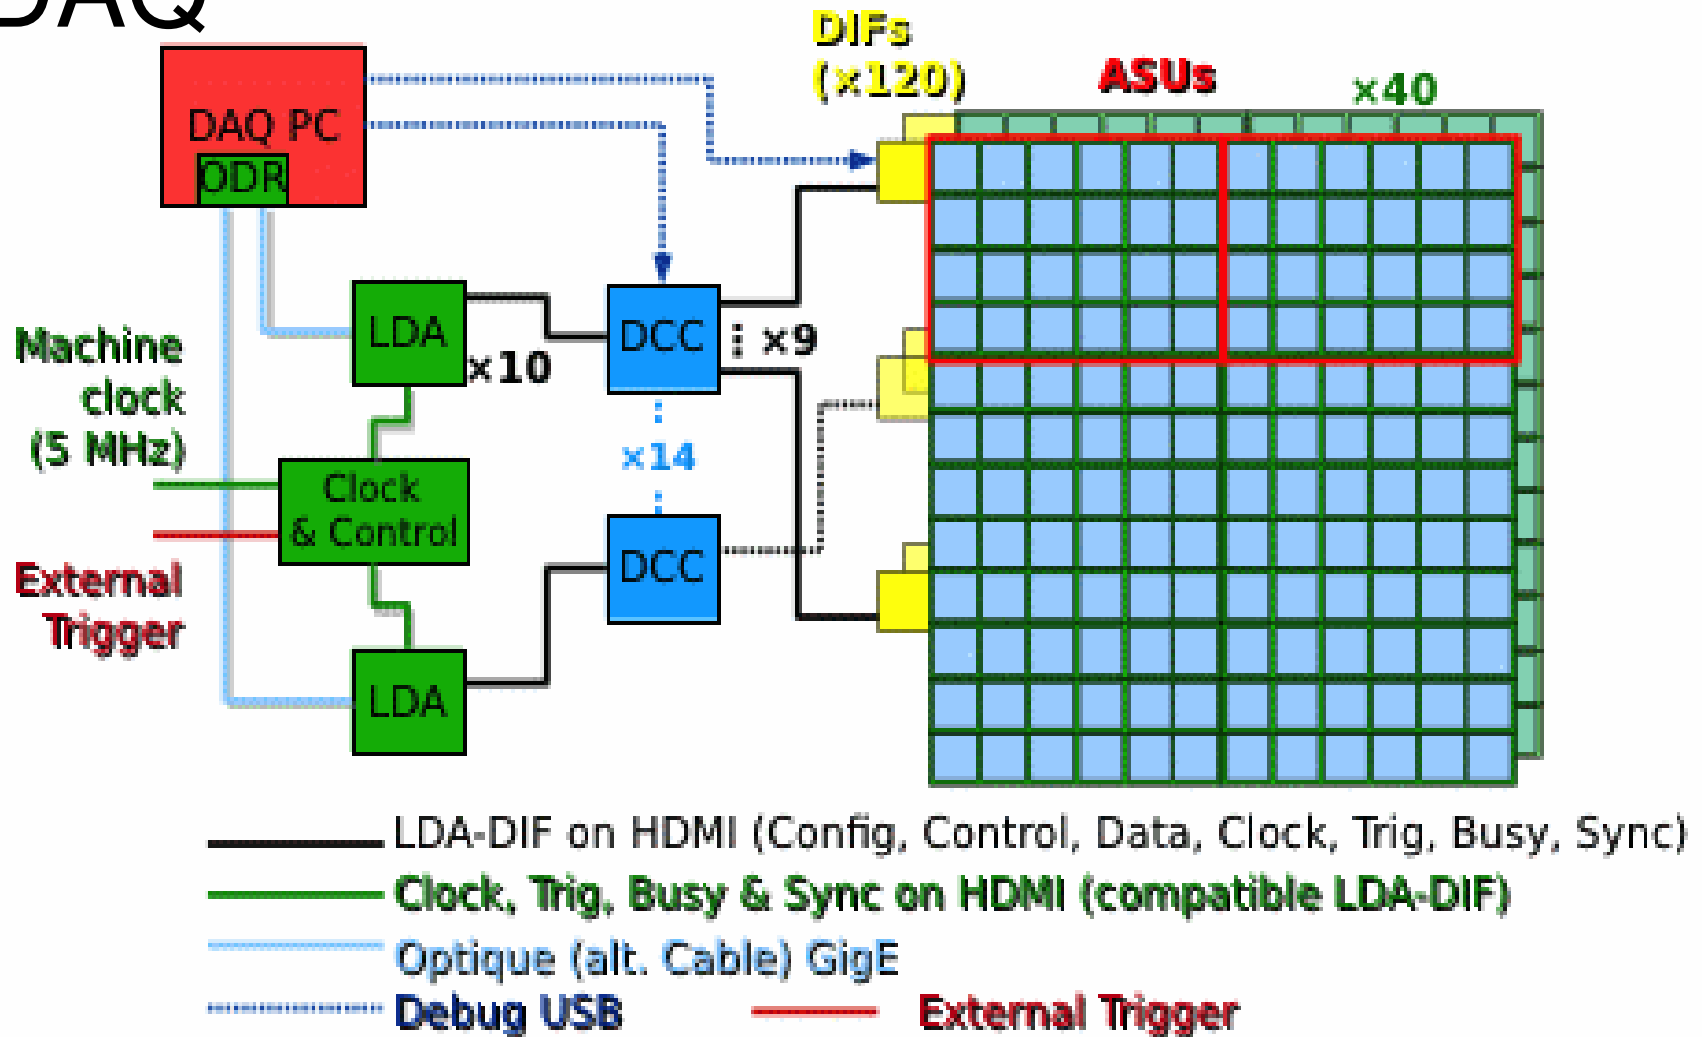 DAQ
DIFs
(×120)
ASUs
×40
DAQ PC
ODR
LDA
×10
DCC
×9
Machine
clock
(5 MHz)
×14
Clock
& Control
External
Trigger
DCC
LDA
LDA-DIF on HDMI (Config, Control, Data, Clock, Trig, Busy, Sync)
Clock, Trig, Busy & Sync on HDMI (compatible LDA-DIF)
Optique (alt. Cable) GigE
Debug USB
External Trigger